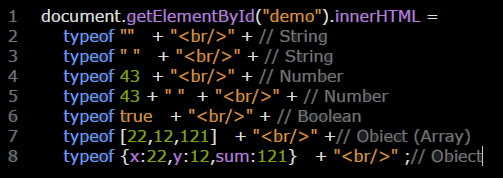 1 document.getElementById("demo").innerHTML =
2 typeof "" + "<br/>" + // String
3 typeof " " + "<br/>" + // String
4 typeof 43 + "<br/>" + // Number
5 typeof 43 + " " + "<br/>" + // Number
6 typeof true + "<br/>" + // Boolean
7 typeof [22,12,121] + "<br/>" +// Object (Array)
8 typeof {x:22,y:12,sum:121} + "<br/>" ;// Object